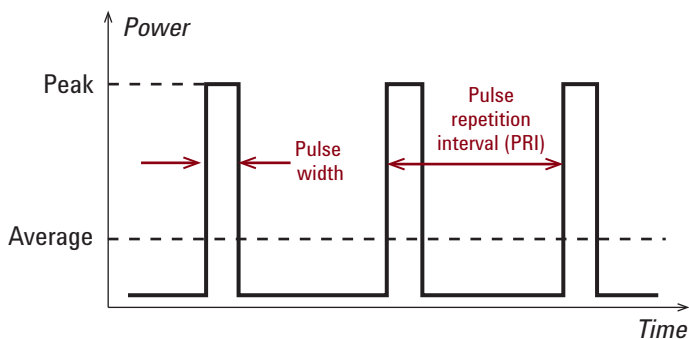 Power
Peak
Pulse
repetition
interval (PRI)
Pulse
width
Average
Time